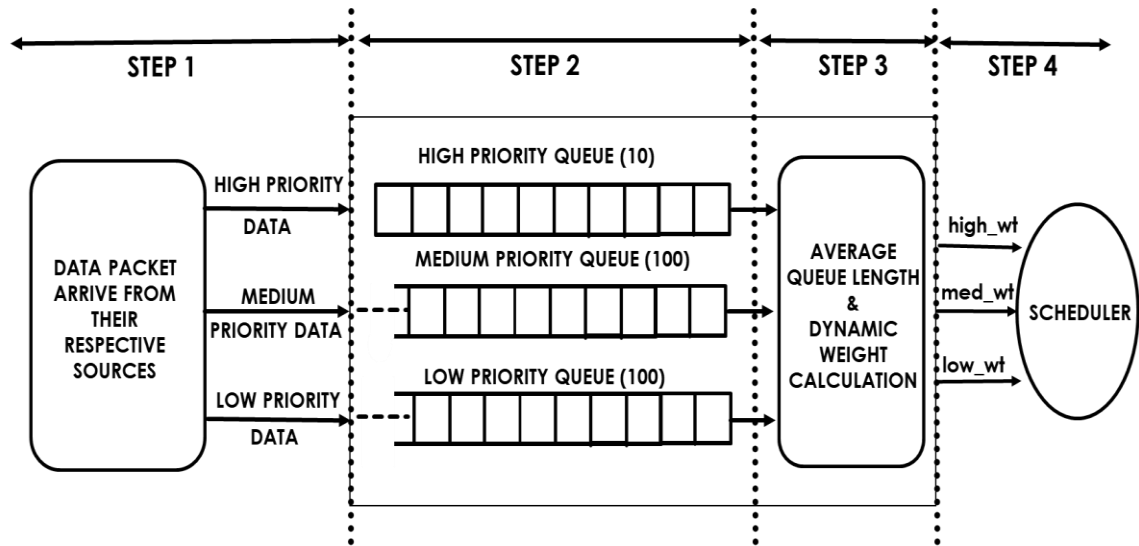 STEP 1
STEP 2
STEP 3
STEP 4
DATA PACKET
ARRIVE FROM
THEIR
RESPECTIVE
SOURCES
HIGH PRIORITY
DATA
MEDIUM
PRIORITY DATA
LOW PRIORITY
DATA
HIGH PRIORITY QUEUE (10)
MEDIUM PRIORITY QUEUE (100)
LOW PRIORITY QUEUE (100)
AVERAGE
QUEUE LENGTH
&
DYNAMIC
WEIGHT
CALCULATION
high_wt
med_wt
low_wt
SCHEDULER